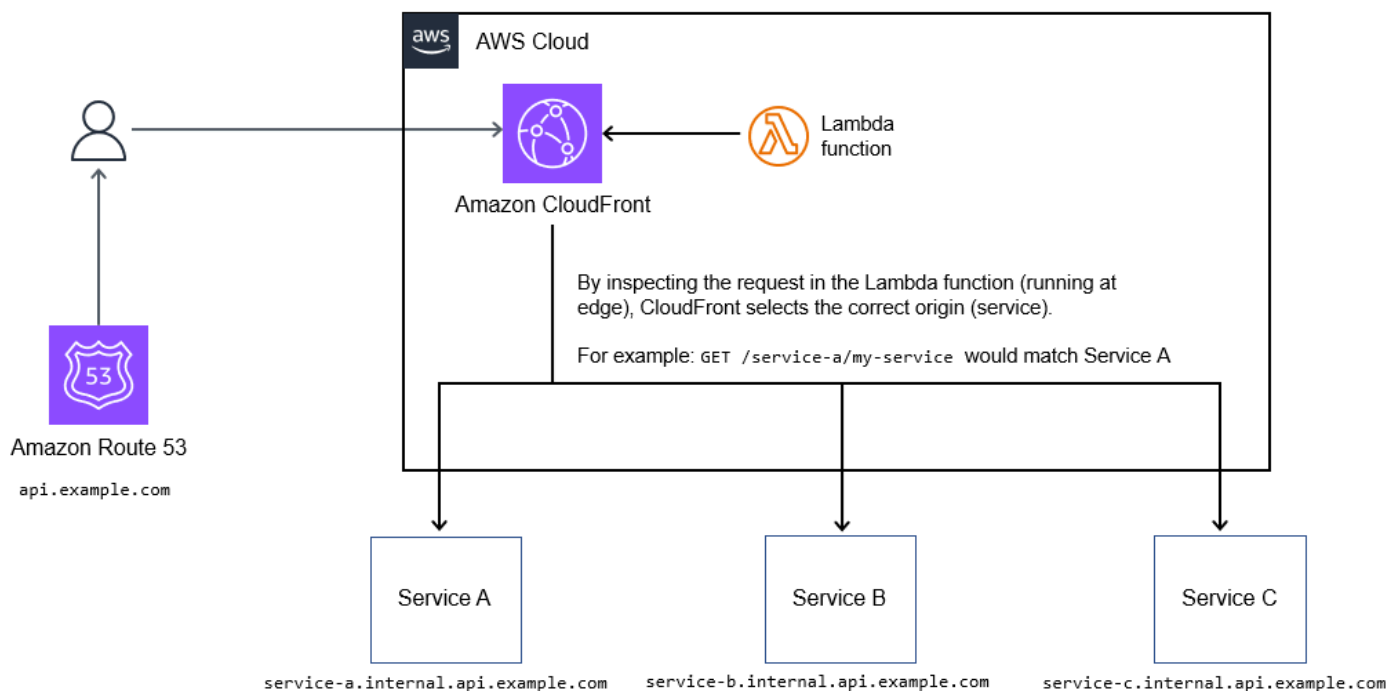 aws
AWS Cloud
Lambda
function
Amazon CloudFront
By inspecting the request in the Lambda function (running at
edge), CloudFront selects the correct origin (service).
For example: GET /service-a/my-service would match Service A
53
Amazon Route 53
api.example.com
Service A
Service B
Service C
service-a.internal.api.example.com
service-b.internal.api.example.com
service-c.internal.api.example.com